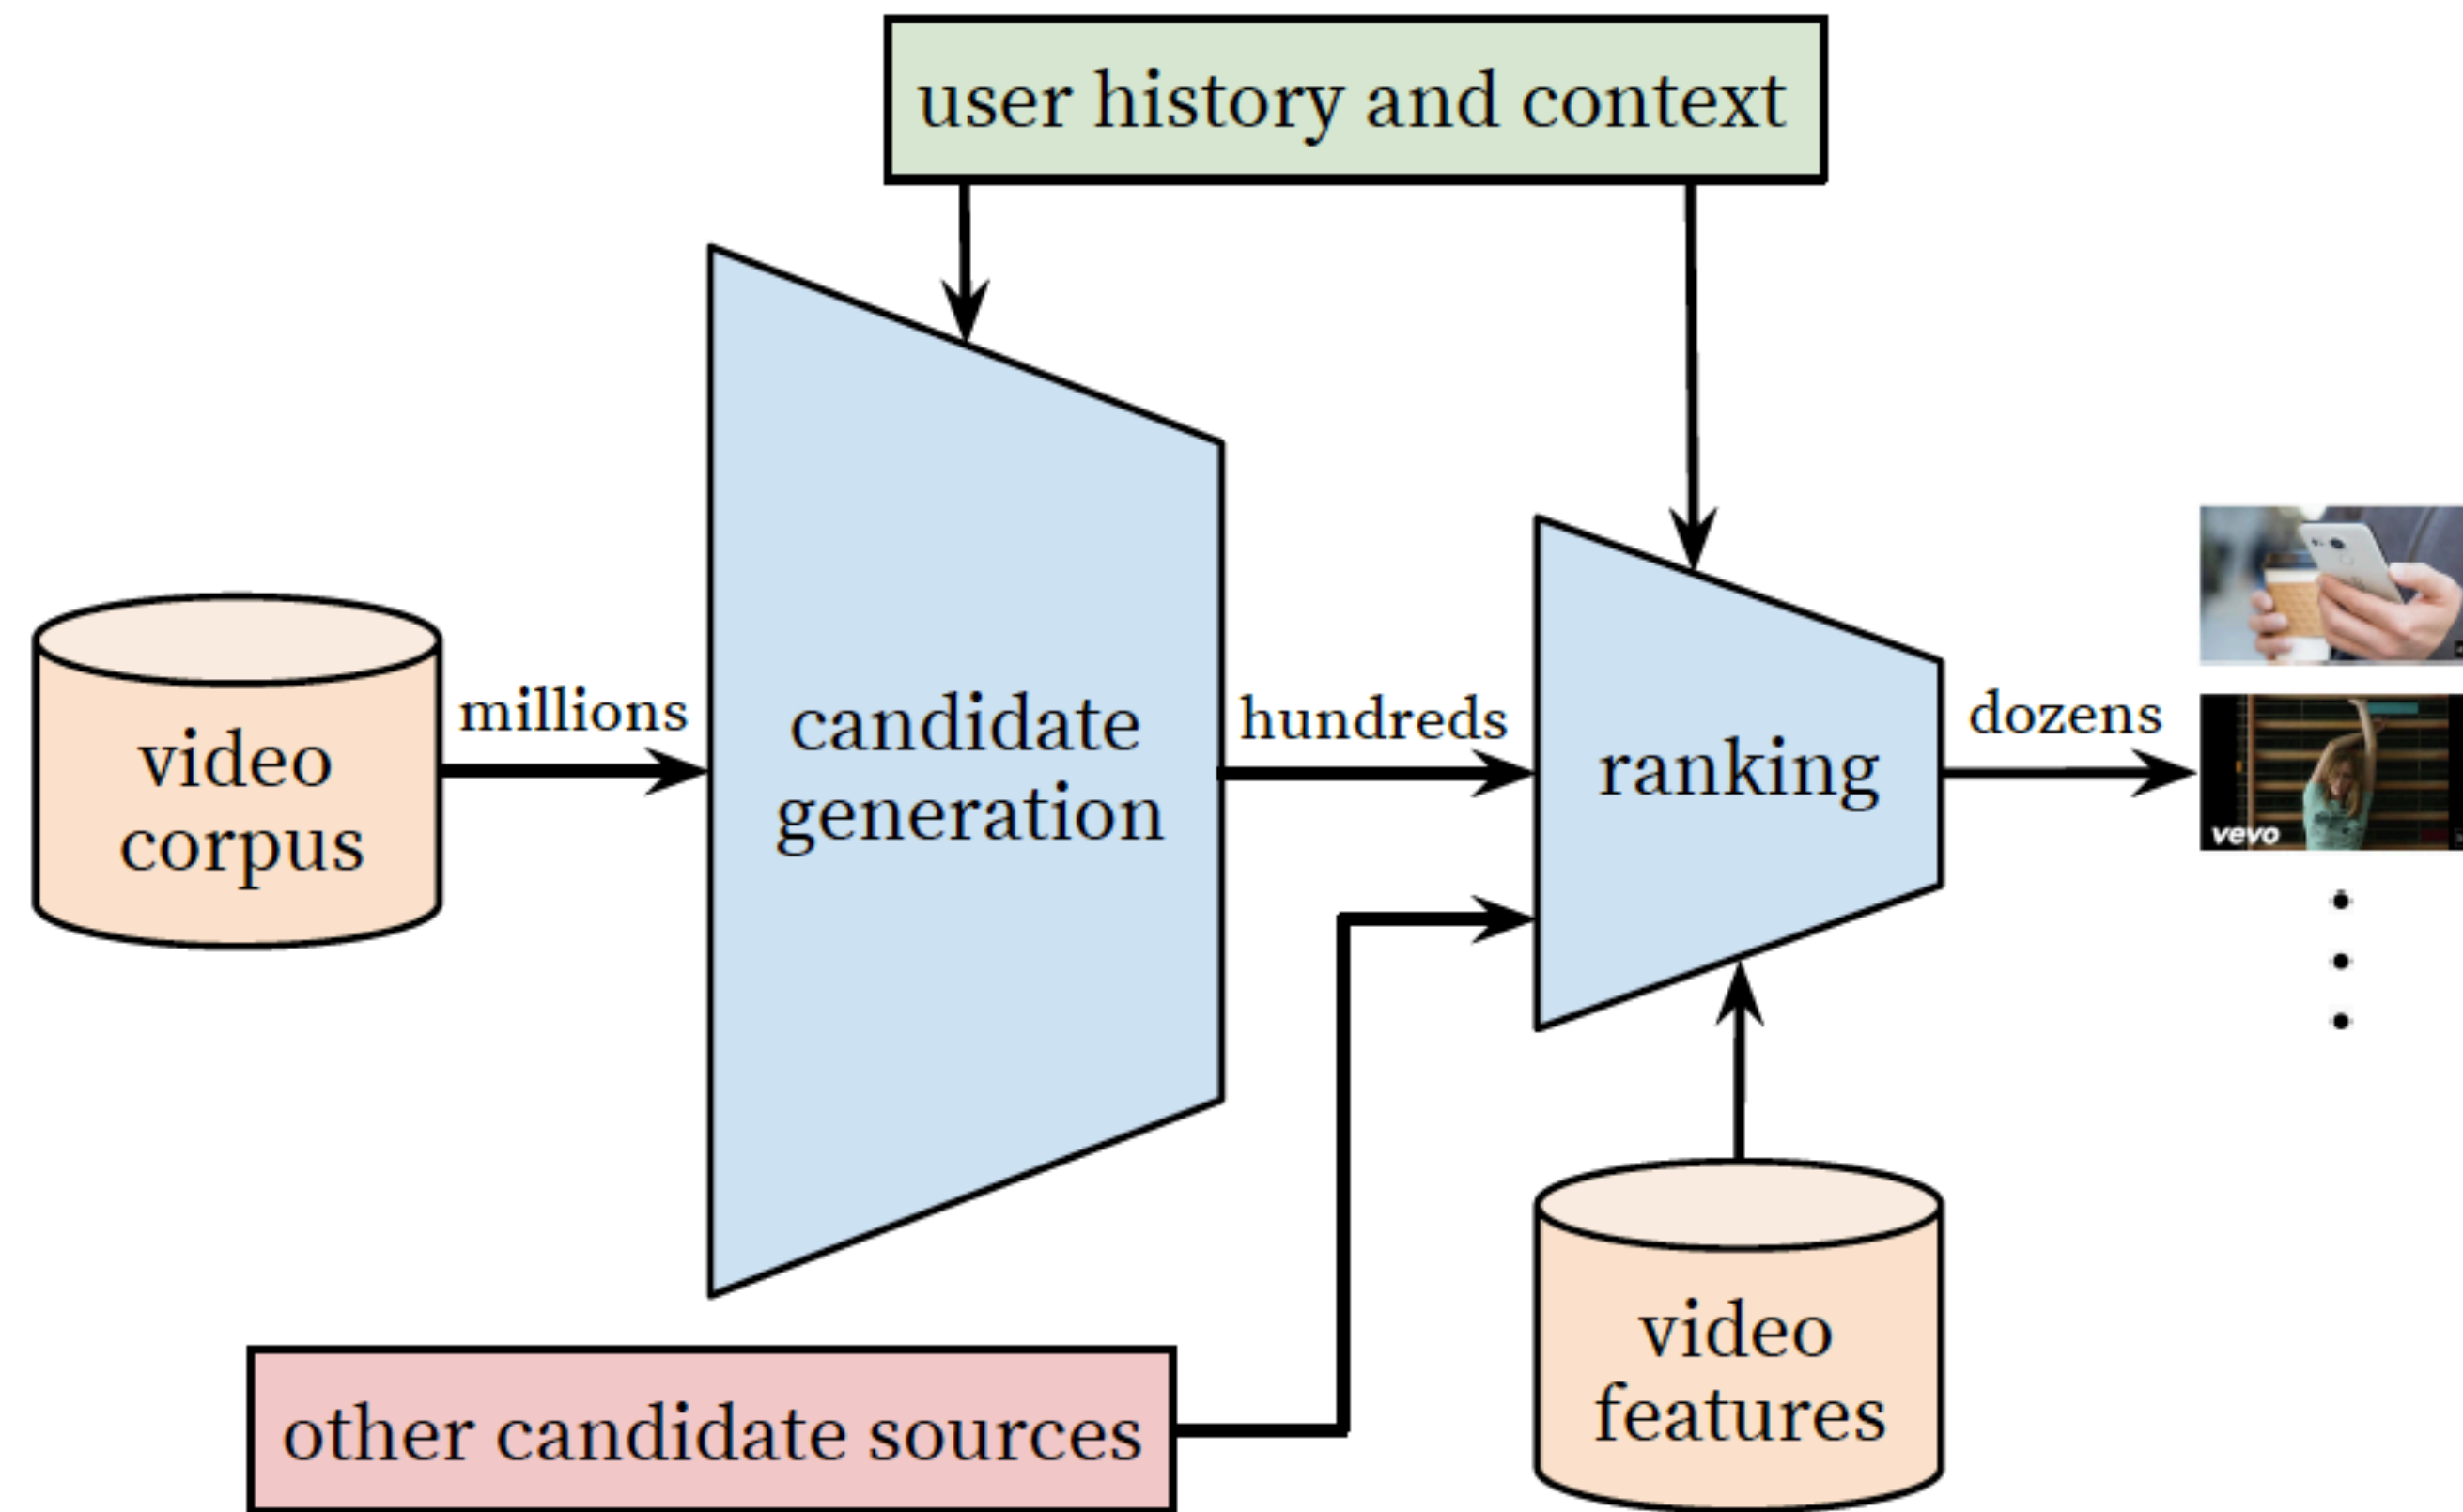 user history and context
video
corpus
millions
candidate
generation
hundreds
ranking
dozens
vevo
other candidate sources
video
features